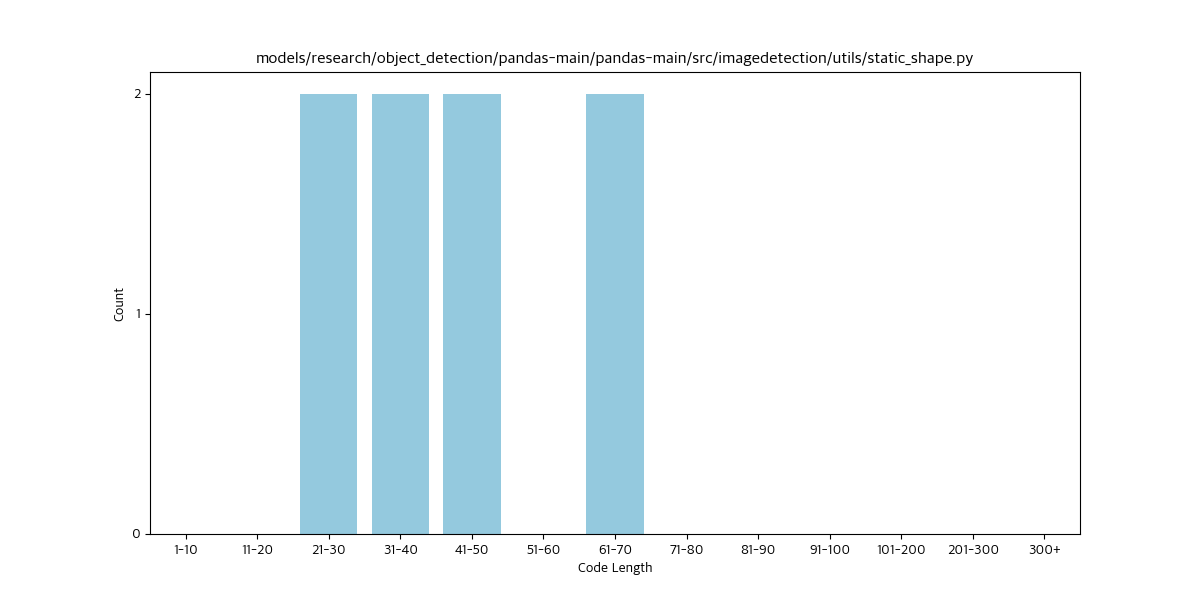 models/research/object_detection/pandas-main/pandas-main/src/imagedetection/utils/static_shape.py
2
1
0
Count
1-10 11-20 21-30 31-40 41-50 51-60 61-70 71-80 81-90 91-100 101-200 201-300 300+
Code Length